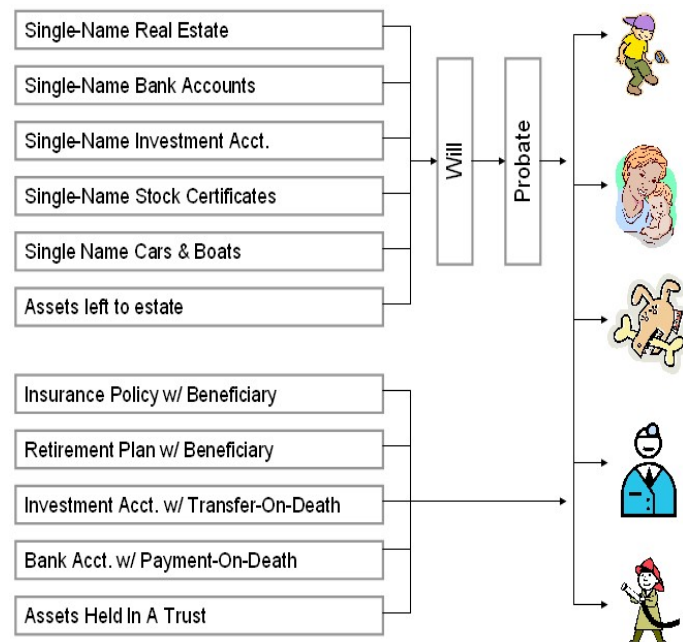 Single-Name Real Estate
Single-Name Bank Accounts
Single-Name Investment Acct.
Single-Name Stock Certificates
Single Name Cars & Boats
Assets left to estate
Will
Probate
Insurance Policy w/ Beneficiary
Retirement Plan w/ Beneficiary
Investment Acct. w/ Transfer-On-Death
Bank Acct. w/ Payment-On-Death
Assets Held In A Trust